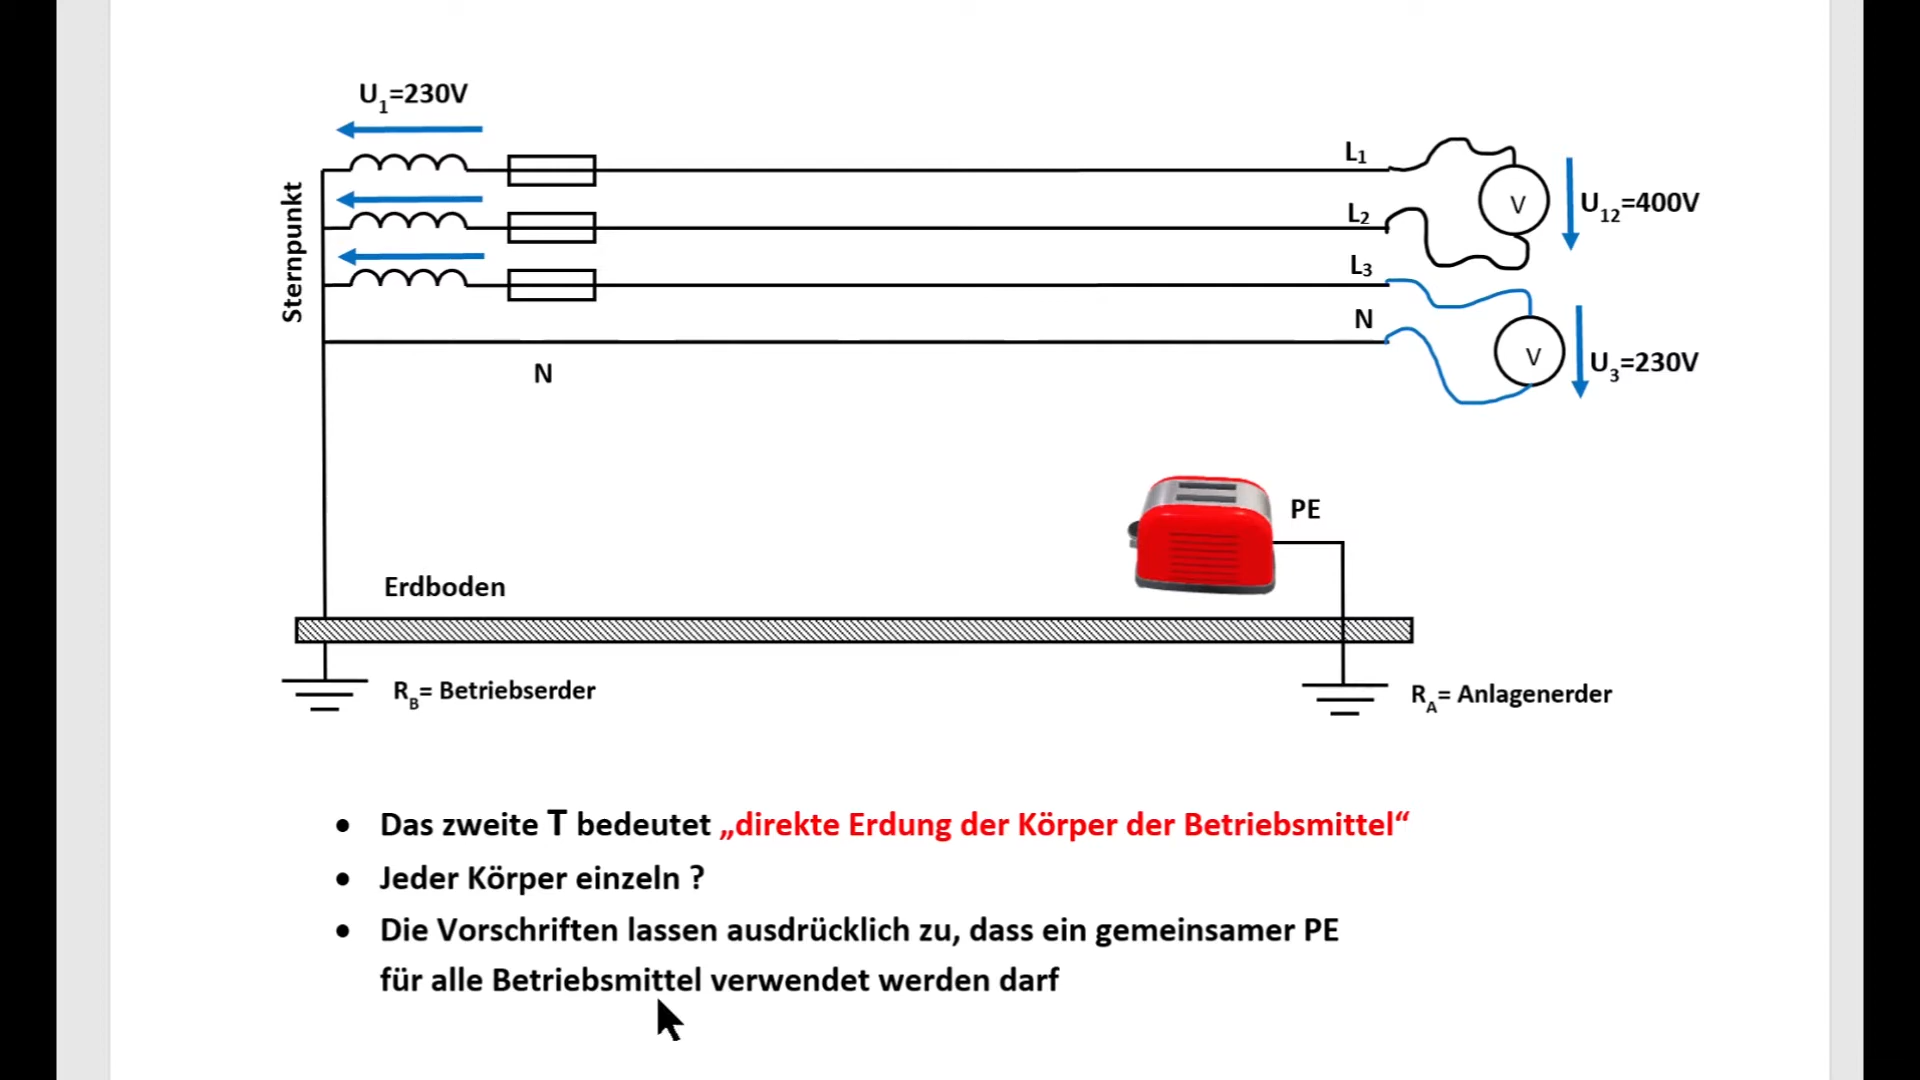 U1=230V
Sternpunkt
L1
L2
L3
N
N
V
U12=400V
V
U3=230V
PE
Erdboden
RB= Betriebserder
RA= Anlagenerder
• Das zweite T bedeutet „direkte Erdung der Körper der Betriebsmittel“
• Jeder Körper einzeln ?
• Die Vorschriften lassen ausdrücklich zu, dass ein gemeinsamer PE
für alle Betriebsmittel verwendet werden darf